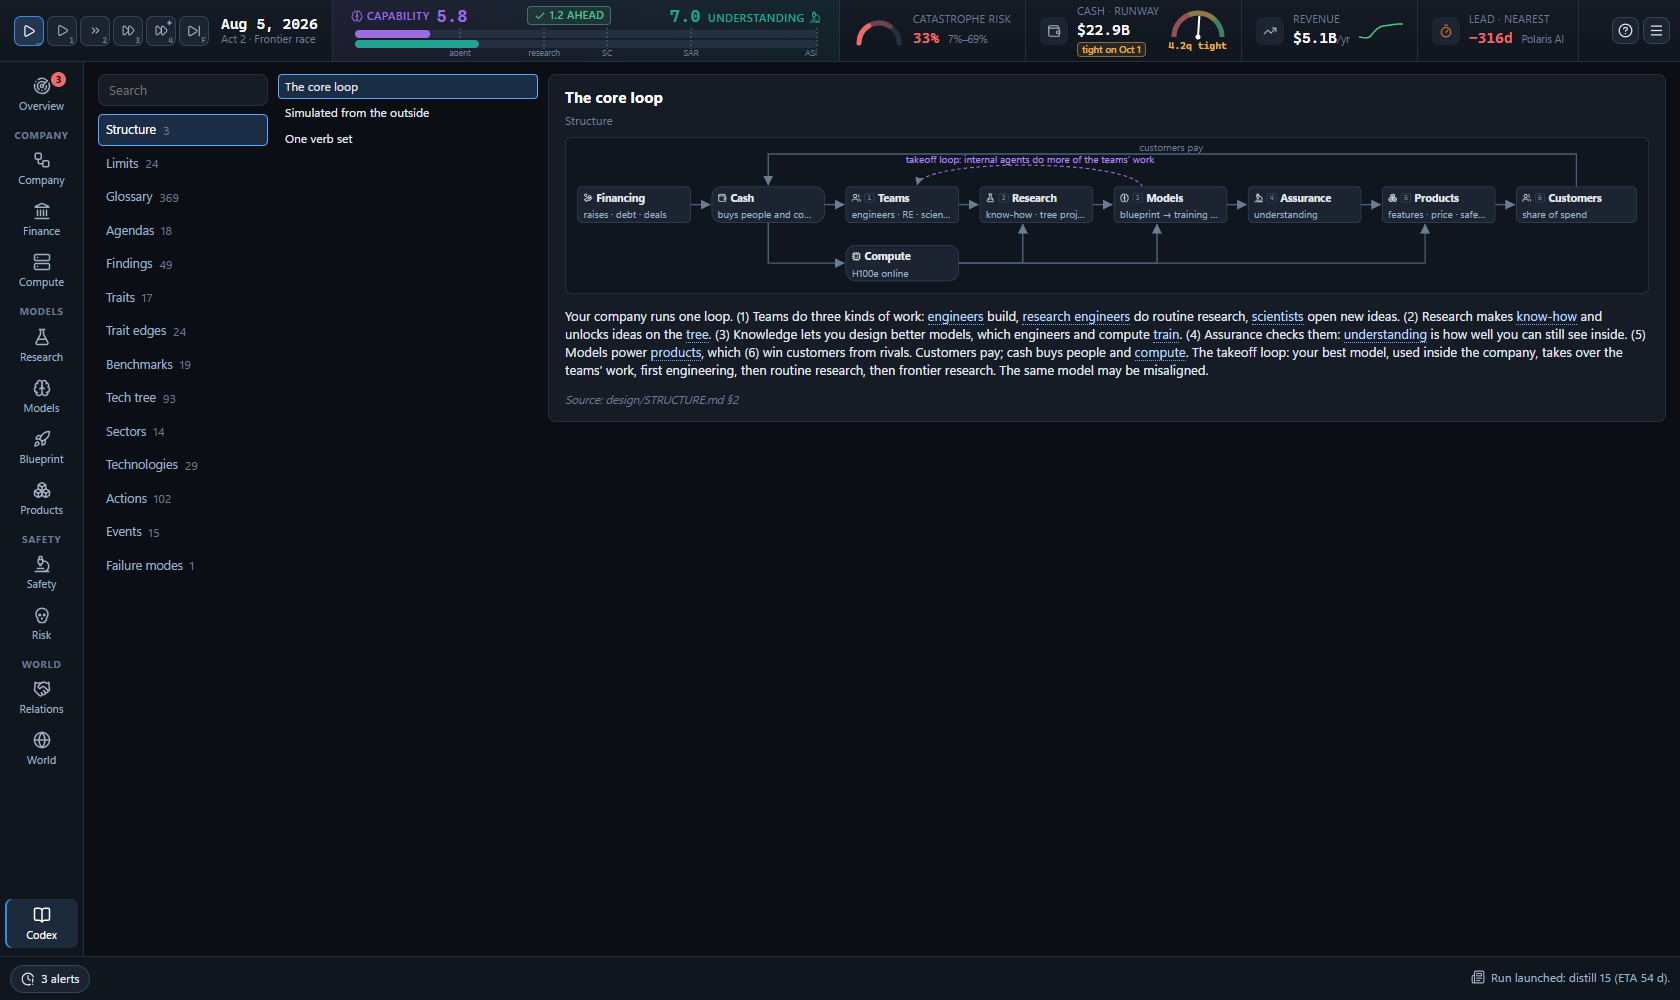 Aug 5, 2026
Act 2 · Frontier race
1
2
3
4
F
CAPABILITY 5.8
1.2 AHEAD
7.0 UNDERSTANDING
agent
research
SC
SAR
ASI
CATASTROPHE RISK
33% 7%–69%
CASH · RUNWAY
$22.9B
tight on Oct 1
4.2q tight
REVENUE
$5.1B/yr
LEAD · NEAREST
−316d Polaris AI
3
Overview
COMPANY
Company
Finance
Compute
MODELS
Research
Models
Blueprint
Products
SAFETY
Safety
Risk
WORLD
Relations
World
Codex
Search
Structure 3
Limits 24
Glossary 369
Agendas 18
Findings 49
Traits 17
Trait edges 24
Benchmarks 19
Tech tree 93
Sectors 14
Technologies 29
Actions 102
Events 15
Failure modes 1
The core loop
Simulated from the outside
One verb set
The core loop
Structure
customers pay
takeoff loop: internal agents do more of the teams' work
Financing
raises · debt · deals
Cash
buys people and co...
1 Teams
engineers · RE · scien...
2 Research
know-how · tree proj...
3 Models
blueprint → training ...
4 Assurance
understanding
5 Products
features · price · safe...
6 Customers
share of spend
Compute
H100e online
Your company runs one loop. (1) Teams do three kinds of work: engineers build, research engineers do routine research, scientists open new ideas. (2) Research makes know-how and
unlocks ideas on the tree. (3) Knowledge lets you design better models, which engineers and compute train. (4) Assurance checks them: understanding is how well you can still see inside. (5)
Models power products, which (6) win customers from rivals. Customers pay; cash buys people and compute. The takeoff loop: your best model, used inside the company, takes over the
teams' work, first engineering, then routine research, then frontier research. The same model may be misaligned.
Source: design/STRUCTURE.md §2
3 alerts
Run launched: distill 15 (ETA 54 d).